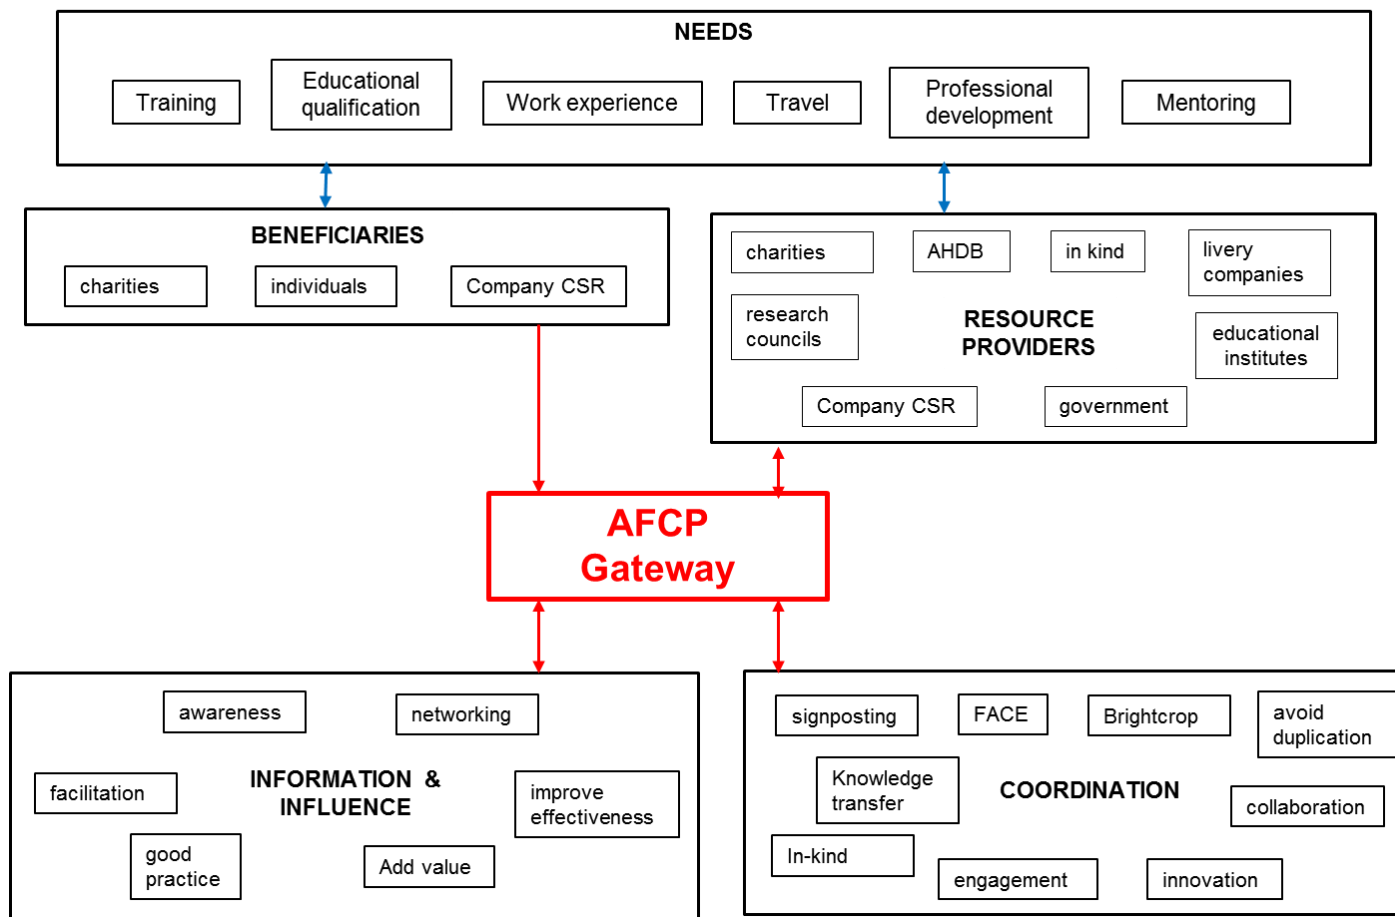 NEEDS
Training
Educational
qualification
Work experience
Travel
Professional
development
Mentoring
BENEFICIARIES
charities
individuals
Company CSR
charities
AHDB
in kind
livery
companies
research
councils
RESOURCE
PROVIDERS
educational
institutes
Company CSR
government
AFCP
Gateway
awareness
networking
facilitation
INFORMATION &
INFLUENCE
improve
effectiveness
good
practice
Add value
signposting
FACE
Brightcrop
avoid
duplication
Knowledge
transfer
COORDINATION
collaboration
In-kind
engagement
innovation